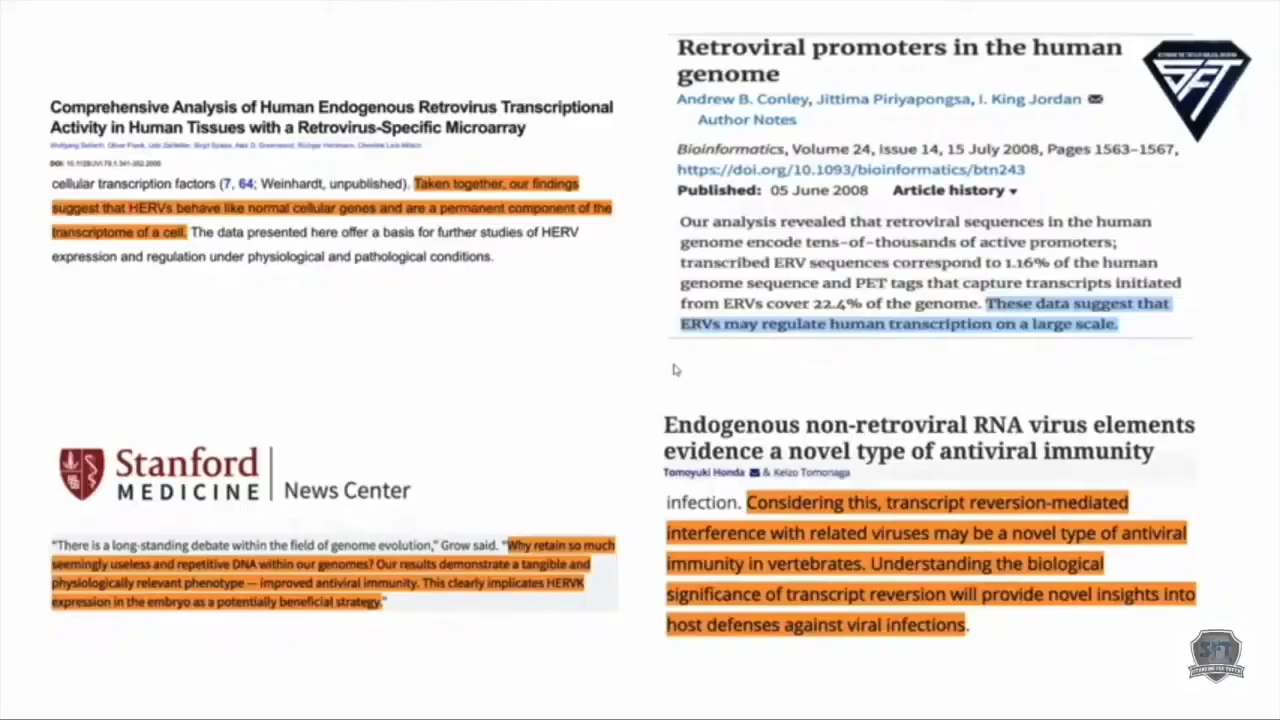 Comprehensive Analysis of Human Endogenous Retrovirus Transcriptional
Activity in Human Tissues with a Retrovirus-Specific Microarray
cellular transcription factors (7, 64; Weinhardt, unpublished). Taken together, our findings
suggest that HERVs behave like normal cellular genes and are a permanent component of the
transcriptome of a cell. The data presented here offer a basis for further studies of HERV
expression and regulation under physiological and pathological conditions.
Retroviral promoters in the human
genome
Andrew B. Conley, Jittima Piriyapongsa, I. King Jordan
Author Notes
Bioinformatics, Volume 24, Issue 14, 15 July 2008, Pages 1563–1567,
https://doi.org/10.1093/bioinformatics/btn243
Published: 05 June 2008 Article history
Our analysis revealed that retroviral sequences in the human
genome encode tens-of-thousands of active promoters;
transcribed ERV sequences correspond to 1.16% of the human
genome sequence and PET tags that capture transcripts initiated
from ERVs cover 22.4% of the genome. These data suggest that
ERVs may regulate human transcription on a large scale.
SFT
Stanford
MEDICINE
News Center
"There is a long-standing debate within the field of genome evolution," Grow said. "Why retain so much
seemingly useless and repetitive DNA within our genomes? Our results demonstrate a tangible and
physiologically relevant phenotype — improved antiviral immunity. This clearly implicates HERVK
expression in the embryo as a potentially beneficial strategy."
Endogenous non-retroviral RNA virus elements
evidence a novel type of antiviral immunity
Tomoyuki Honda & Keizo Tomonaga
infection. Considering this, transcript reversion-mediated
interference with related viruses may be a novel type of antiviral
immunity in vertebrates. Understanding the biological
significance of transcript reversion will provide novel insights into
host defenses against viral infections.
SFT
STANDING FOR TRUTH